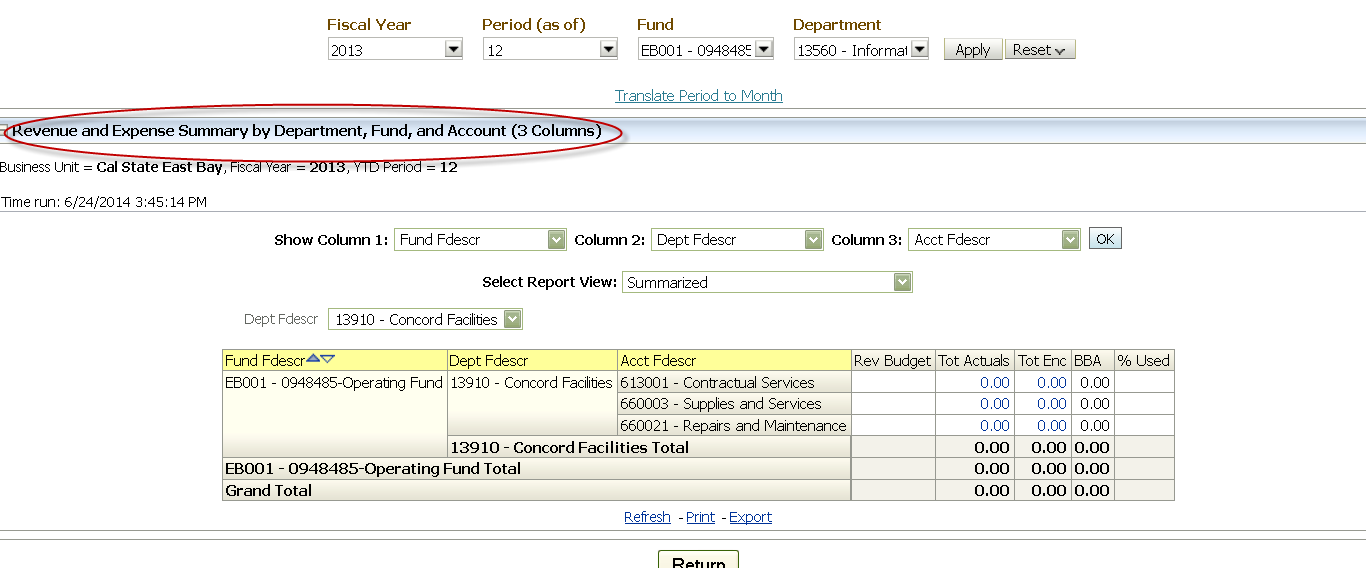 Fiscal Year Period (as of) Fund Department
2013 12 EB001 - 0948485 13560 - Informat Apply Reset
Translate Period to Month
Revenue and Expense Summary by Department, Fund, and Account (3 Columns)
Business Unit = Cal State East Bay, Fiscal Year = 2013, YTD Period = 12
Time run: 6/24/2014 3:45:14 PM
Show Column 1: Fund Fdescr Column 2: Dept Fdescr Column 3: Acct Fdescr OK
Select Report View: Summarized
Dept Fdescr 13910 - Concord Facilities
Fund Fdescr Dept Fdescr Acct Fdescr Rev Budget Tot Actuals Tot Enc BBA % Used
EB001 - 0948485-Operating Fund 13910 - Concord Facilities 613001 - Contractual Services 0.00 0.00 0.00
660003 - Supplies and Services 0.00 0.00 0.00
660021 - Repairs and Maintenance 0.00 0.00 0.00
13910 - Concord Facilities Total 0.00 0.00 0.00
EB001 - 0948485-Operating Fund Total 0.00 0.00 0.00
Grand Total 0.00 0.00 0.00
Refresh - Print - Export
Return